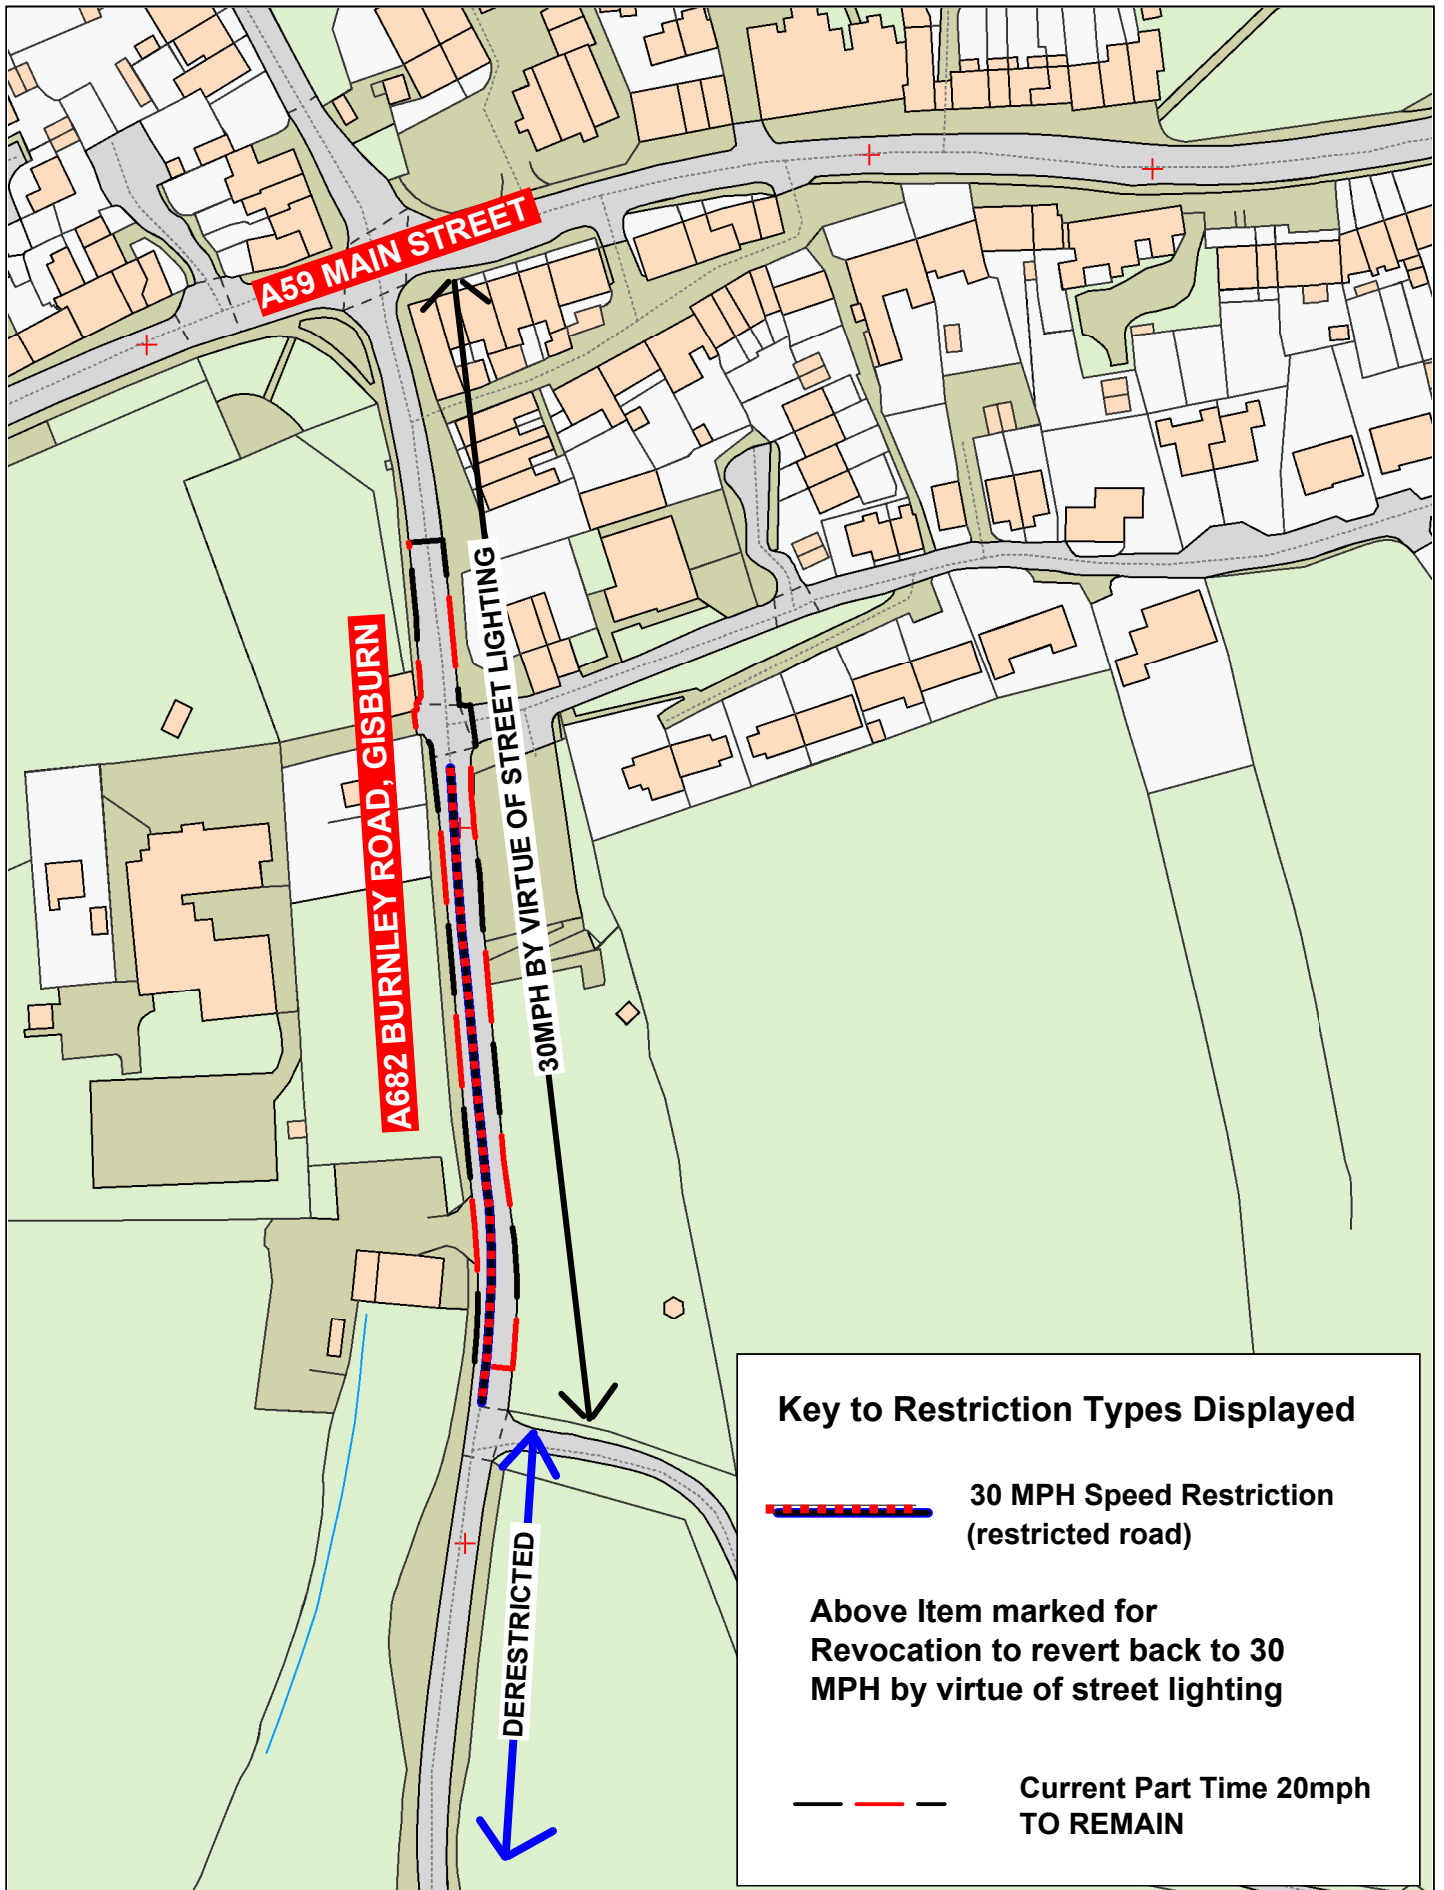 A59 MAIN STREET
30MPH BY VIRTUE OF STREET LIGHTING
A682 BURNLEY ROAD, GISBURN
DERESTRICTED
Key to Restriction Types Displayed
30 MPH Speed Restriction
(restricted road)
Above Item marked for
Revocation to revert back to 30
MPH by virtue of street lighting
Current Part Time 20mph
TO REMAIN